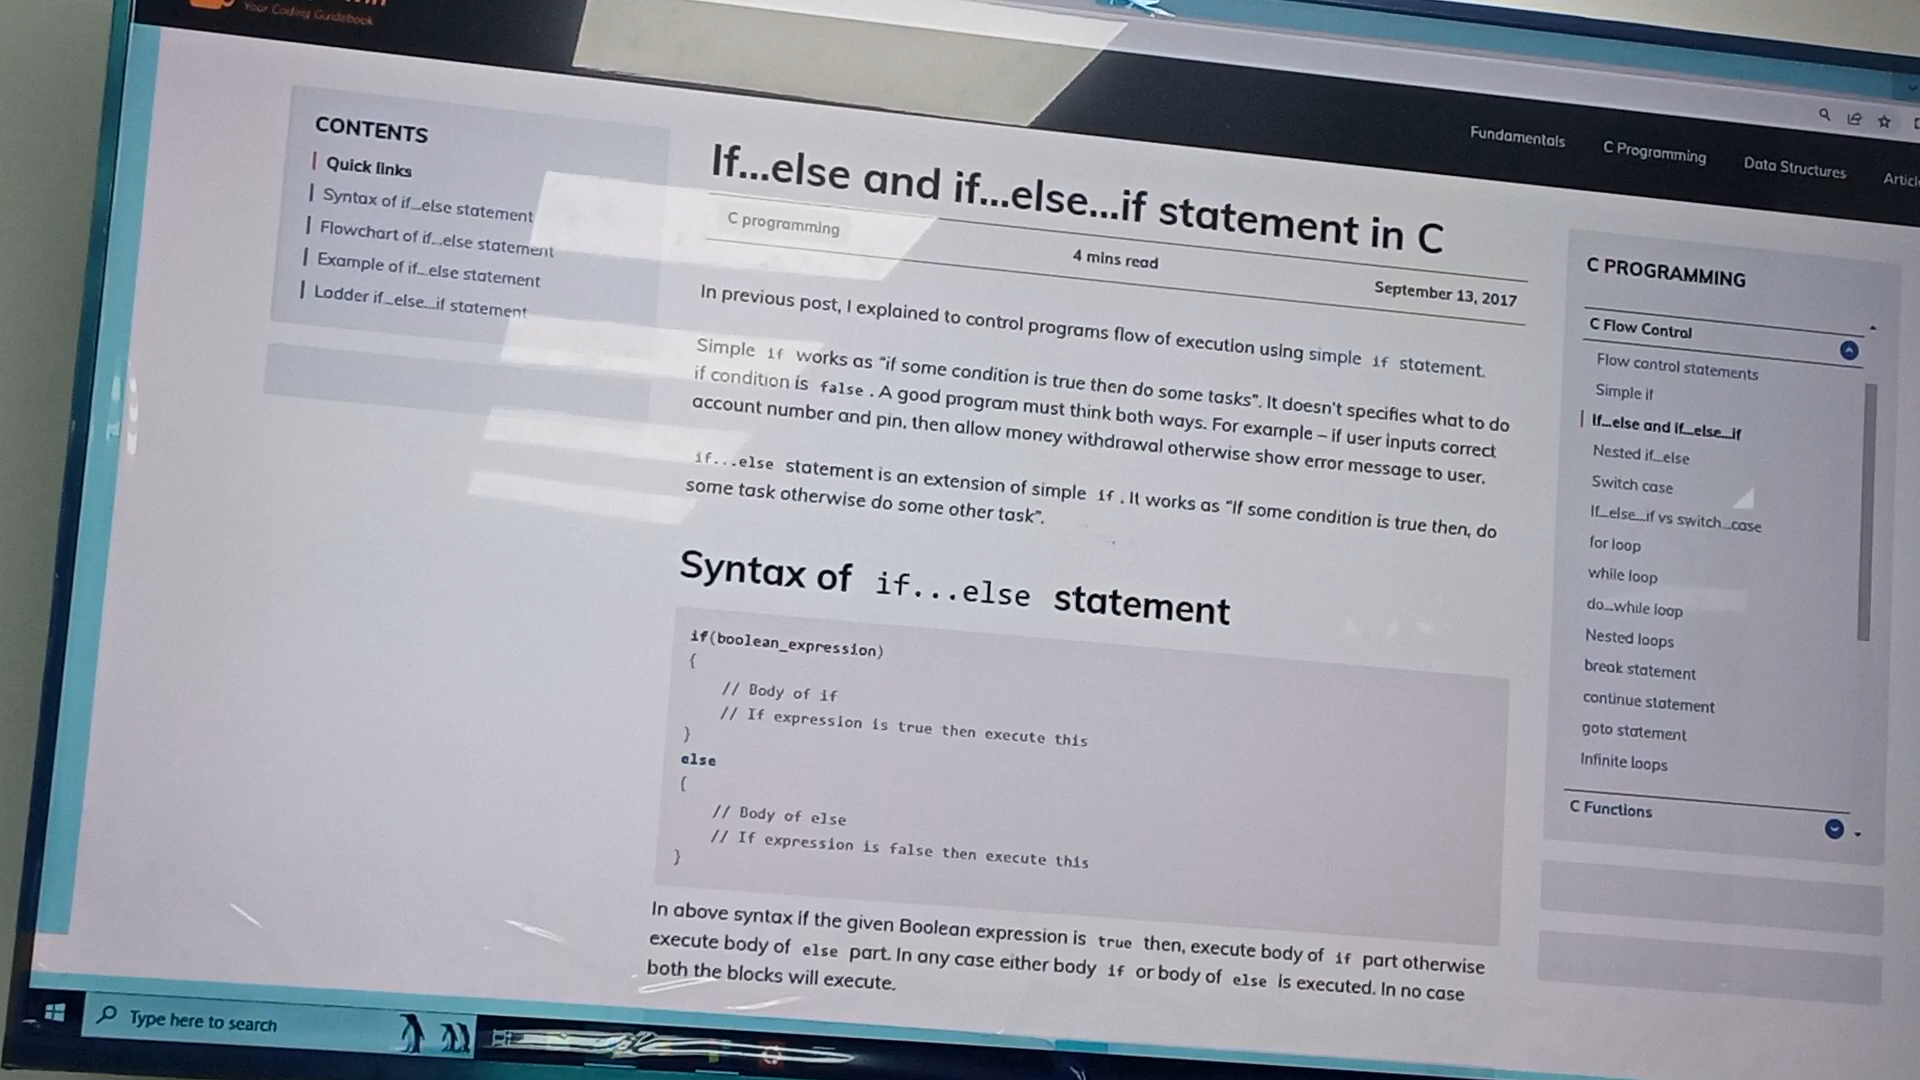 Your Coding Guidebook
Fundamentals
C Programming
Data Structures
CONTENTS
Quick links
Syntax of if...else statement
Flowchart of if...else statement
Example of if...else statement
Ladder if...else...if statement
If...else and if...else...if statement in C
C programming
4 mins read
September 13, 2017
In previous post, I explained to control programs flow of execution using simple if statement.
Simple if works as "if some condition is true then do some tasks". It doesn't specifies what to do
if condition is false . A good program must think both ways. For example – if user inputs correct
account number and pin, then allow money withdrawal otherwise show error message to user.
if...else statement is an extension of simple if . It works as "If some condition is true then, do
some task otherwise do some other task".
Syntax of if...else statement
if(boolean_expression)
{
// Body of if
// If expression is true then execute this
}
else
{
// Body of else
// If expression is false then execute this
}
In above syntax if the given Boolean expression is true then, execute body of if part otherwise
execute body of else part. In any case either body if or body of else is executed. In no case
both the blocks will execute.
C PROGRAMMING
C Flow Control
Flow control statements
Simple if
If...else and if...else...if
Nested if...else
Switch case
If...else...if vs switch...case
for loop
while loop
do...while loop
Nested loops
break statement
continue statement
goto statement
Infinite loops
C Functions
Type here to search